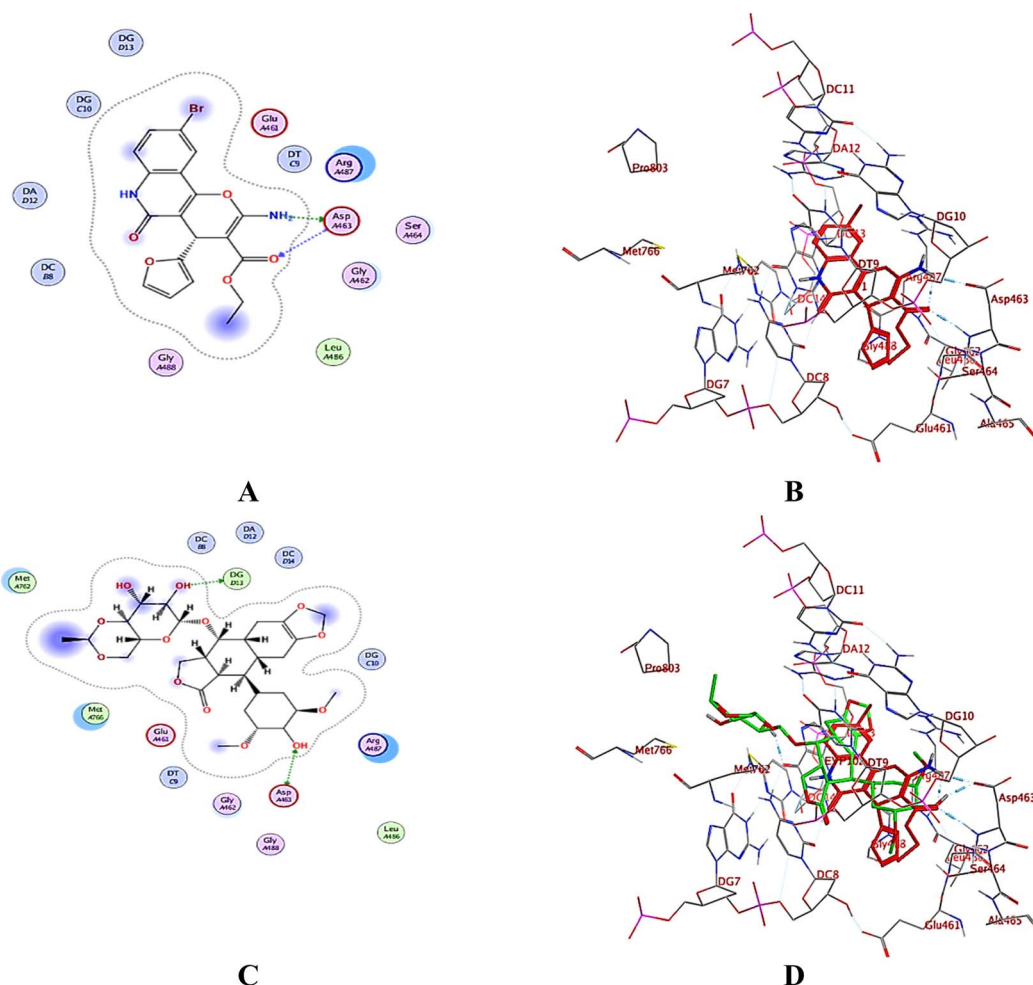 DG
D13
DG
C10
Br
Glu
A461
DT
C9
Arg
A487
DA
D12
HN
O
O
NH2
Asp
A463
Ser
A464
DC
B8
O
O
O
Gly
A462
Gly
A488
Leu
A486
A
DC11
DA12
Pro803
DG10
Met766
Met762
DT9
Asp463
DC14
Gly488
Ser464
DG7
DC8
Glu461
Ala465
B
DC
B8
DA
D12
DC
D14
DG
D13
Met
A762
HO
OH
H
H
H
H
O
O
O
O
O
O
H
H
H
H
O
O
DG
C10
Met
A766
Glu
A461
O
OH
Arg
A487
DT
C9
Gly
A462
Asp
A463
Gly
A488
Leu
A486
C
DC11
DA12
Pro803
DG10
Met766
Met762
DT9
Asp463
Ser464
DG7
DC8
Glu461
Ala465
D